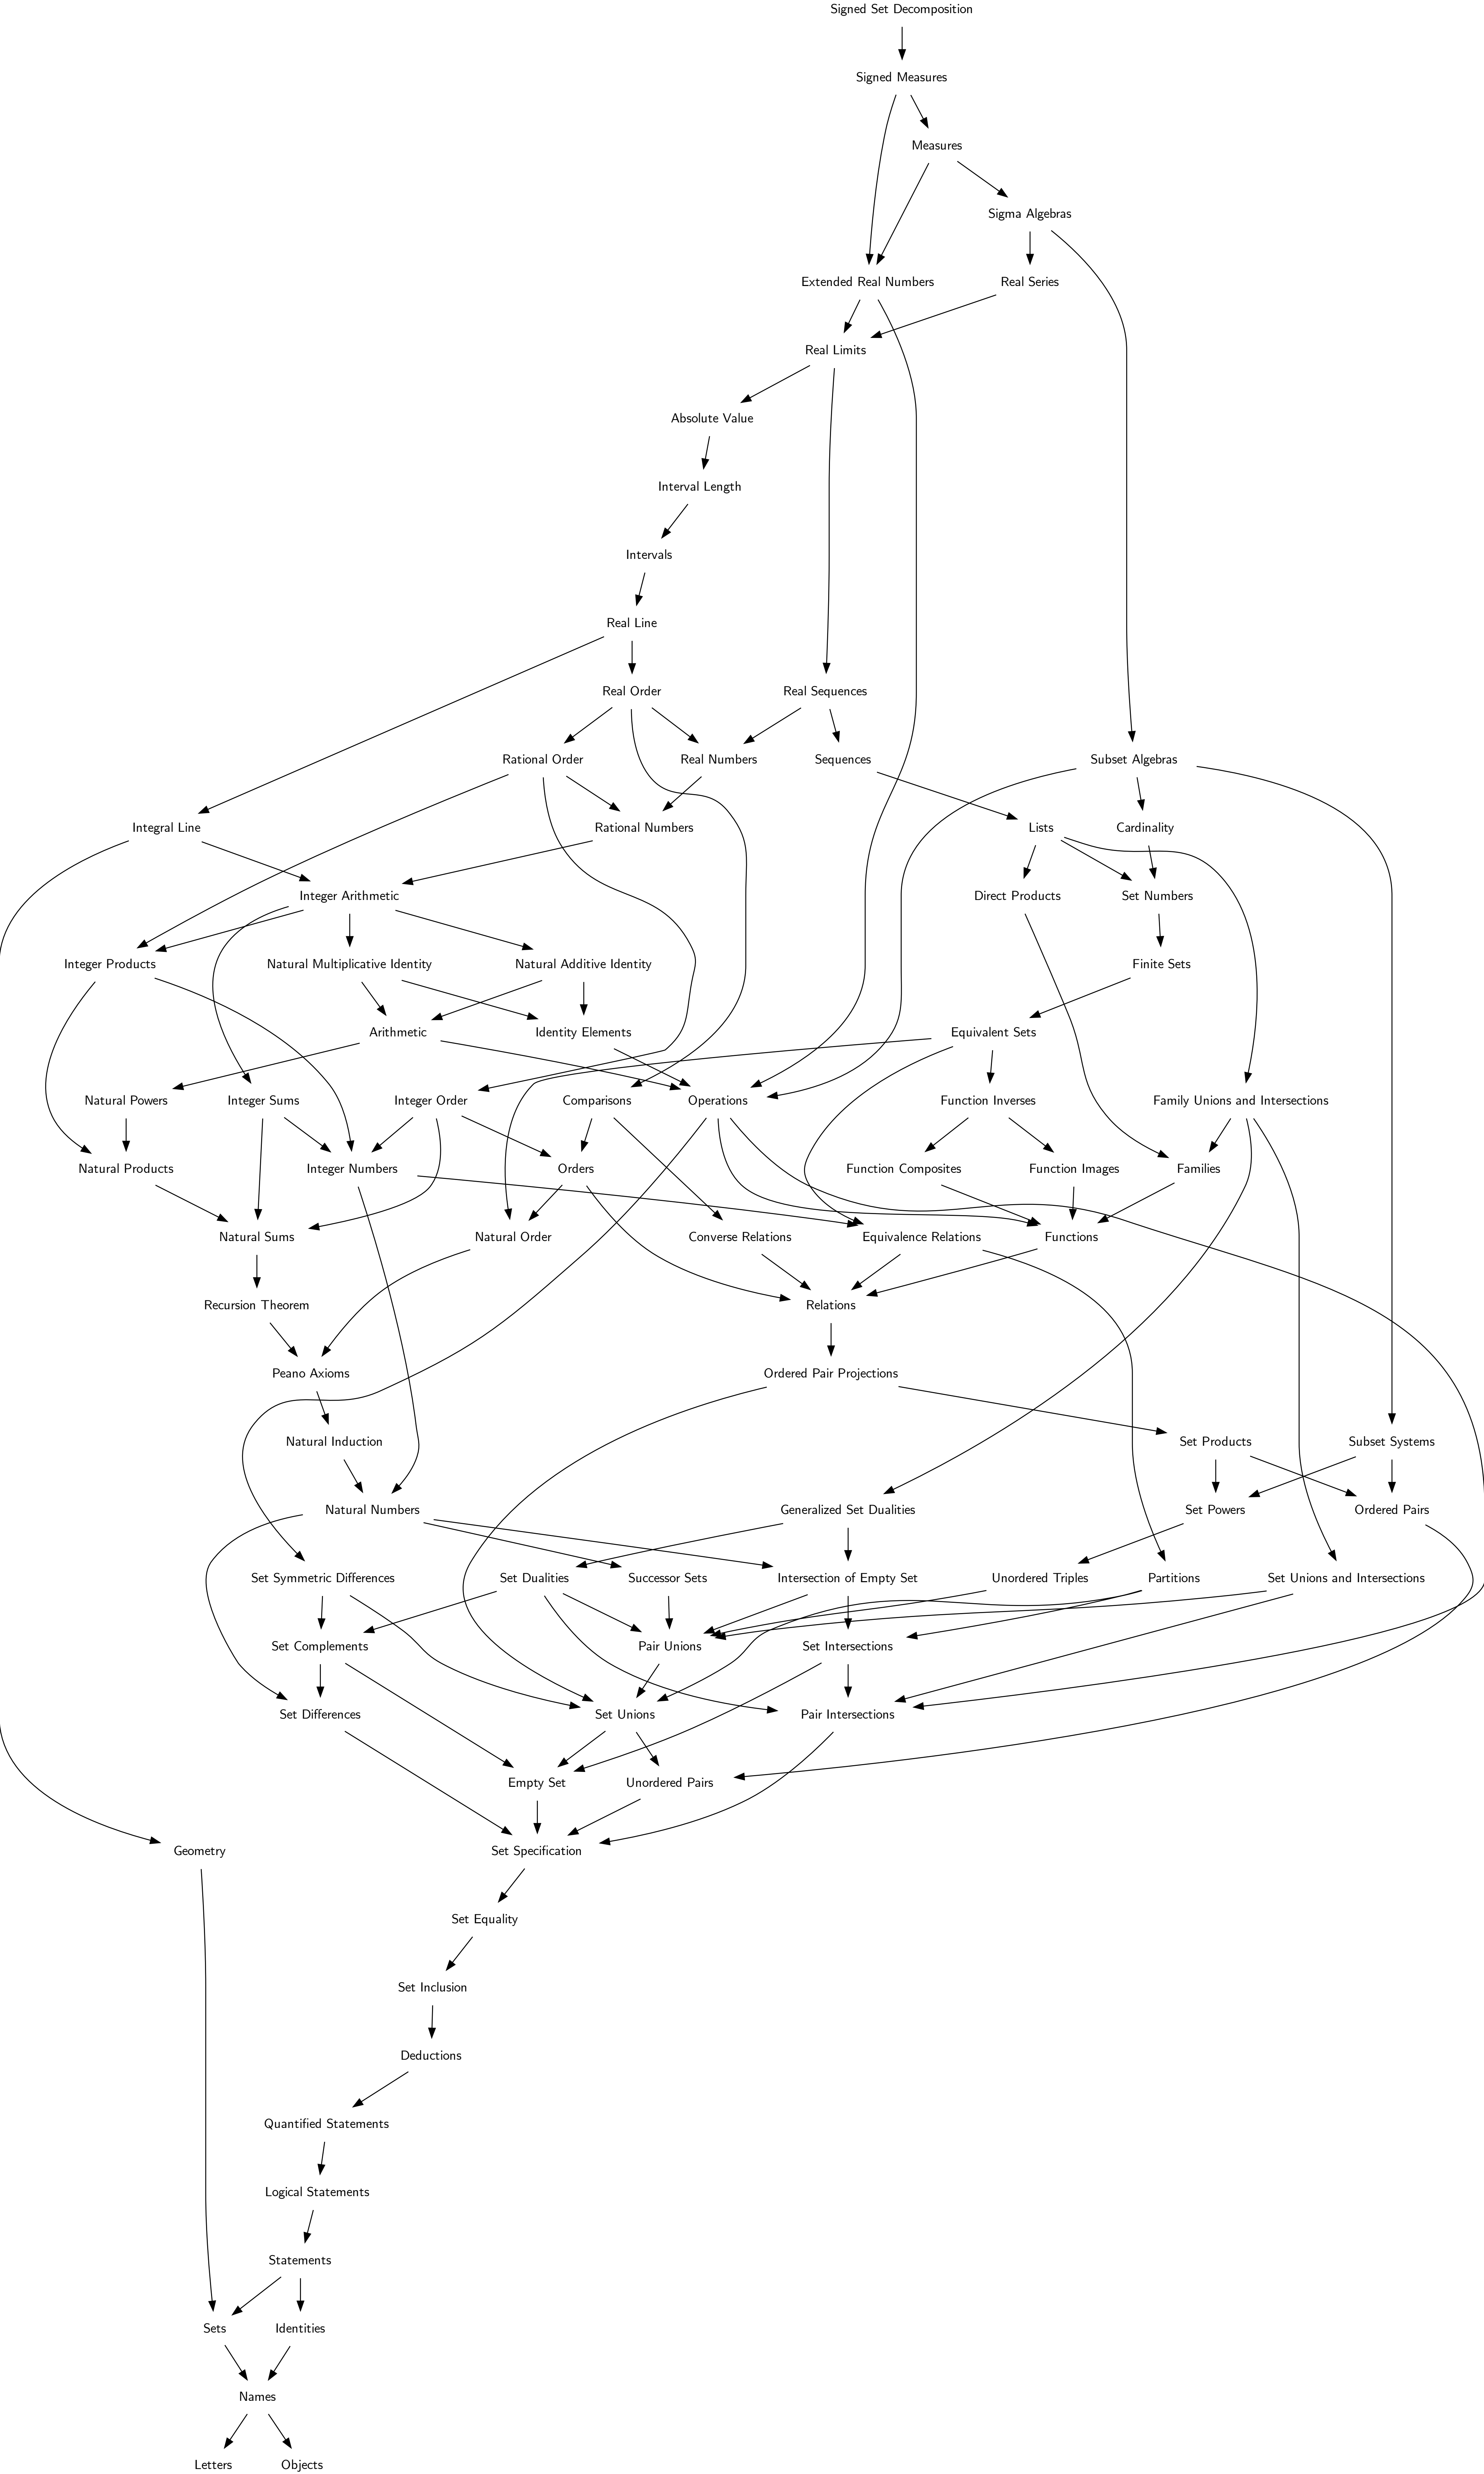 Signed Set Decomposition
Signed Measures
Measures
Sigma Algebras
Extended Real Numbers
Real Series
Real Limits
Absolute Value
Interval Length
Intervals
Real Line
Real Order
Real Sequences
Rational Order
Real Numbers
Sequences
Subset Algebras
Integral Line
Rational Numbers
Lists
Cardinality
Integer Arithmetic
Direct Products
Set Numbers
Integer Products
Natural Multiplicative Identity
Natural Additive Identity
Finite Sets
Arithmetic
Identity Elements
Equivalent Sets
Natural Powers
Integer Sums
Integer Order
Comparisons
Operations
Function Inverses
Family Unions and Intersections
Natural Products
Integer Numbers
Orders
Function Composites
Function Images
Families
Natural Sums
Natural Order
Converse Relations
Equivalence Relations
Functions
Recursion Theorem
Relations
Peano Axioms
Ordered Pair Projections
Natural Induction
Set Products
Subset Systems
Natural Numbers
Generalized Set Dualities
Set Powers
Ordered Pairs
Set Symmetric Differences
Set Dualities
Successor Sets
Intersection of Empty Set
Unordered Triples
Partitions
Set Unions and Intersections
Set Complements
Pair Unions
Set Intersections
Set Differences
Set Unions
Pair Intersections
Empty Set
Unordered Pairs
Geometry
Set Specification
Set Equality
Set Inclusion
Deductions
Quantified Statements
Logical Statements
Statements
Sets
Identities
Names
Letters
Objects